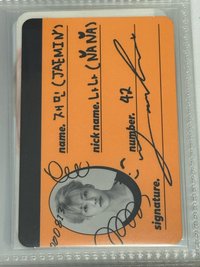 name. 재민 (JAEMIN)
nick name. 나나 (NANA)
number. 42
signature.